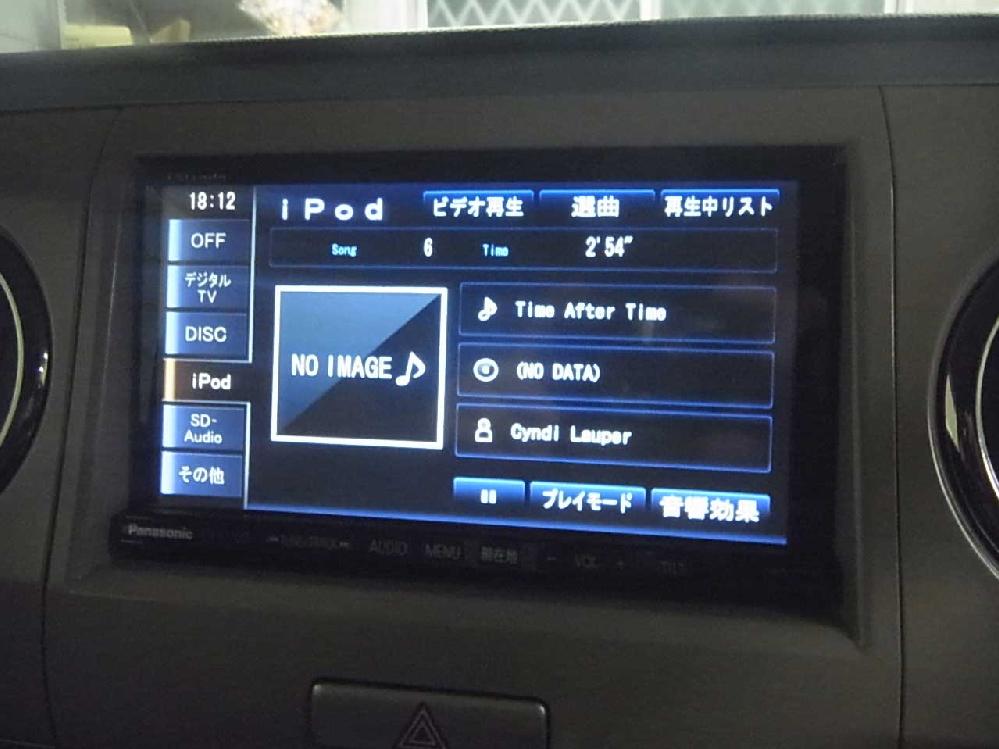 18:12
iPod
ビデオ再生
選曲
再生中リスト
OFF
Song 6 Time 2'54"
デジタル
TV
DISC
iPod
SD-
Audio
その他
NO IMAGE
Time After Time
(NO DATA)
Cyndi Lauper
プレイモード
音響効果
Panasonic
AUDIO MENU 現在地 − VOL + TILT